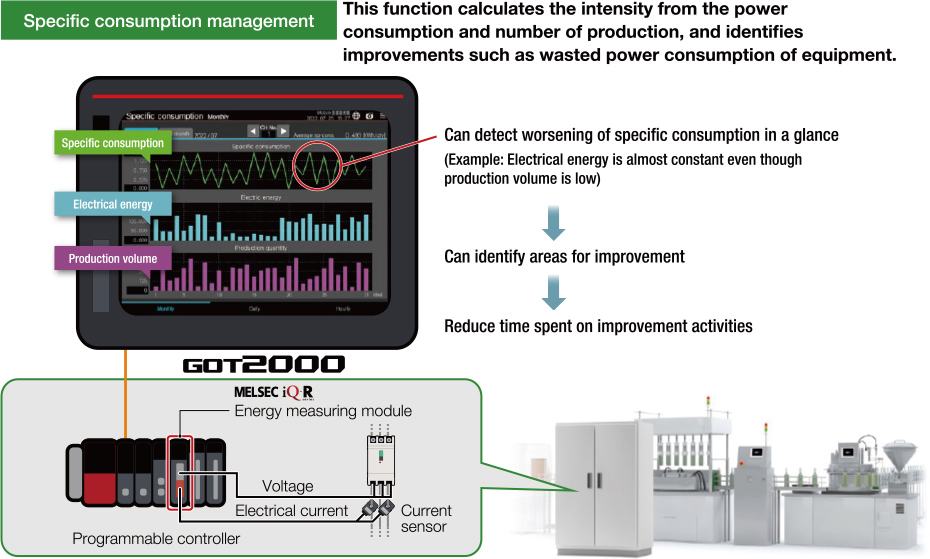 Specific consumption management
This function calculates the intensity from the power
consumption and number of production, and identifies
improvements such as wasted power consumption of equipment.
Specific consumption Monthly
2022/07
Specific consumption
Specific consumption
Electrical energy
Electric energy
Production volume
Production quantity
Monthly
Daily
Can detect worsening of specific consumption in a glance
(Example: Electrical energy is almost constant even though
production volume is low)
Can identify areas for improvement
Reduce time spent on improvement activities
GOT2000
MELSEC iQ-R
Energy measuring module
Voltage
Electrical current
Current
sensor
Programmable controller